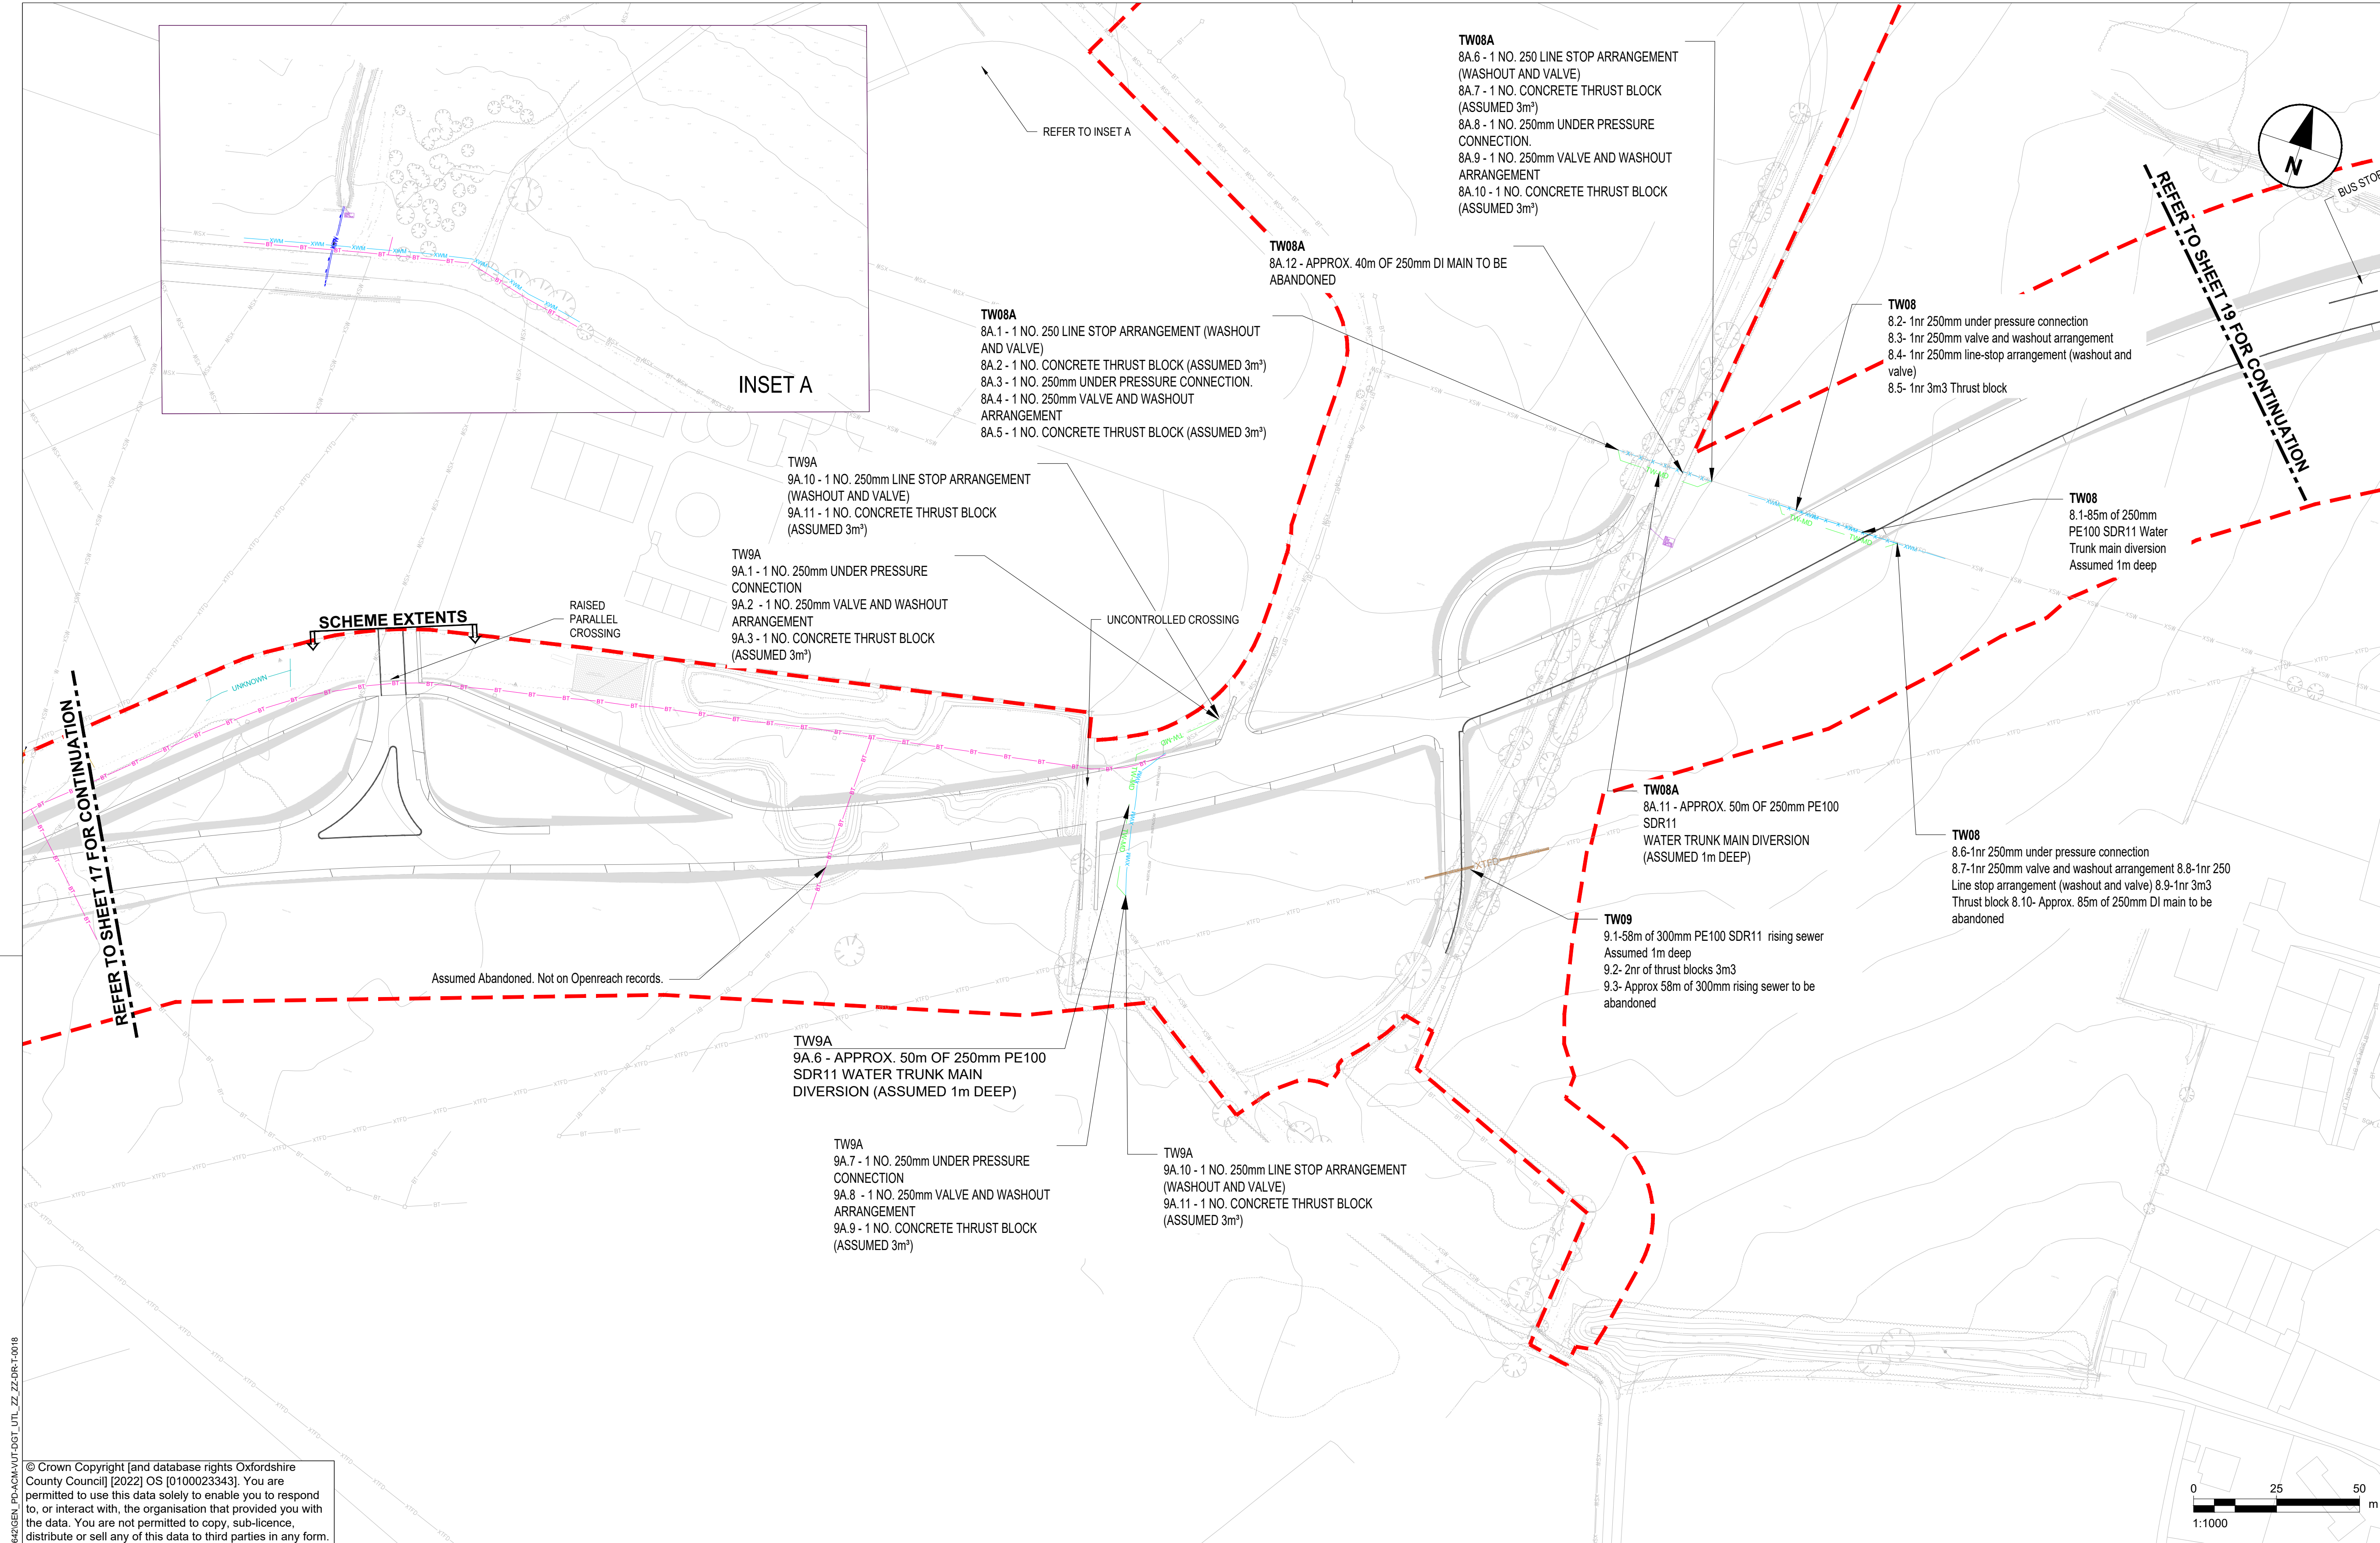 REFER TO INSET A
INSET A
TW08A
8A.6 - 1 NO. 250 LINE STOP ARRANGEMENT
(WASHOUT AND VALVE)
8A.7 - 1 NO. CONCRETE THRUST BLOCK
(ASSUMED 3m³)
8A.8 - 1 NO. 250mm UNDER PRESSURE
CONNECTION.
8A.9 - 1 NO. 250mm VALVE AND WASHOUT
ARRANGEMENT
8A.10 - 1 NO. CONCRETE THRUST BLOCK
(ASSUMED 3m³)
N
BUS STOP
REFER TO SHEET 19 FOR CONTINUATION
TW08A
8A.12 - APPROX. 40m OF 250mm DI MAIN TO BE
ABANDONED
TW08A
8A.1 - 1 NO. 250 LINE STOP ARRANGEMENT (WASHOUT
AND VALVE)
8A.2 - 1 NO. CONCRETE THRUST BLOCK (ASSUMED 3m³)
8A.3 - 1 NO. 250mm UNDER PRESSURE CONNECTION.
8A.4 - 1 NO. 250mm VALVE AND WASHOUT
ARRANGEMENT
8A.5 - 1 NO. CONCRETE THRUST BLOCK (ASSUMED 3m³)
TW08
8.2- 1nr 250mm under pressure connection
8.3- 1nr 250mm valve and washout arrangement
8.4- 1nr 250mm line-stop arrangement (washout and
valve)
8.5- 1nr 3m3 Thrust block
TW9A
9A.10 - 1 NO. 250mm LINE STOP ARRANGEMENT
(WASHOUT AND VALVE)
9A.11 - 1 NO. CONCRETE THRUST BLOCK
(ASSUMED 3m³)
TW08
8.1-85m of 250mm
PE100 SDR11 Water
Trunk main diversion
Assumed 1m deep
TW9A
9A.1 - 1 NO. 250mm UNDER PRESSURE
CONNECTION
9A.2 - 1 NO. 250mm VALVE AND WASHOUT
ARRANGEMENT
9A.3 - 1 NO. CONCRETE THRUST BLOCK
(ASSUMED 3m³)
SCHEME EXTENTS
RAISED
PARALLEL
CROSSING
UNCONTROLLED CROSSING
UNKNOWN
REFER TO SHEET 17 FOR CONTINUATION
TW08A
8A.11 - APPROX. 50m OF 250mm PE100
SDR11
WATER TRUNK MAIN DIVERSION
(ASSUMED 1m DEEP)
TW08
8.6-1nr 250mm under pressure connection
8.7-1nr 250mm valve and washout arrangement 8.8-1nr 250
Line stop arrangement (washout and valve) 8.9-1nr 3m3
Thrust block 8.10- Approx. 85m of 250mm DI main to be
abandoned
TW09
9.1-58m of 300mm PE100 SDR11 rising sewer
Assumed 1m deep
9.2- 2nr of thrust blocks 3m3
9.3- Approx 58m of 300mm rising sewer to be
abandoned
Assumed Abandoned. Not on Openreach records.
TW9A
9A.6 - APPROX. 50m OF 250mm PE100
SDR11 WATER TRUNK MAIN
DIVERSION (ASSUMED 1m DEEP)
TW9A
9A.7 - 1 NO. 250mm UNDER PRESSURE
CONNECTION
9A.8 - 1 NO. 250mm VALVE AND WASHOUT
ARRANGEMENT
9A.9 - 1 NO. CONCRETE THRUST BLOCK
(ASSUMED 3m³)
TW9A
9A.10 - 1 NO. 250mm LINE STOP ARRANGEMENT
(WASHOUT AND VALVE)
9A.11 - 1 NO. CONCRETE THRUST BLOCK
(ASSUMED 3m³)
642\GEN_PD-ACM-VUT-DGT_UTL_ZZ_ZZ-DR-T-0018
© Crown Copyright [and database rights Oxfordshire
County Council] [2022] OS [0100023343]. You are
permitted to use this data solely to enable you to respond
to, or interact with, the organisation that provided you with
the data. You are not permitted to copy, sub-licence,
distribute or sell any of this data to third parties in any form.
0 25 50
m
1:1000